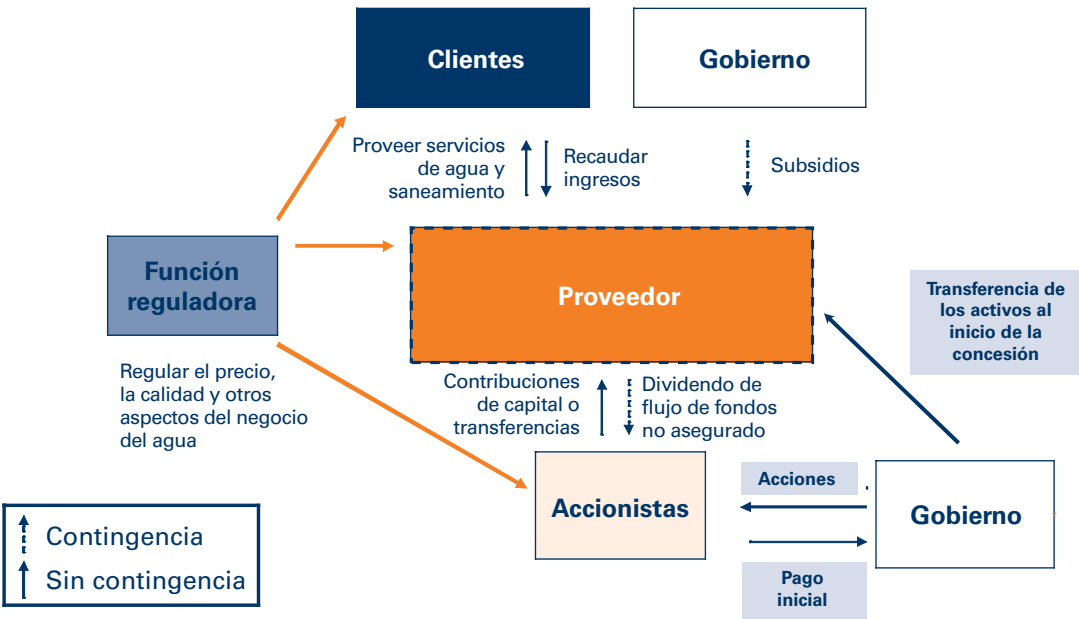 Clientes
Gobierno
Proveer servicios
de agua y
saneamiento
Recaudar
ingresos
Subsidios
Función
reguladora
Proveedor
Transferencia de
los activos al
inicio de la
concesión
Regular el precio,
la calidad y otros
aspectos del negocio
del agua
Contribuciones
de capital o
transferencias
Dividendo de
flujo de fondos
no asegurado
Accionistas
Acciones
Gobierno
Pago
inicial
Contingencia
Sin contingencia